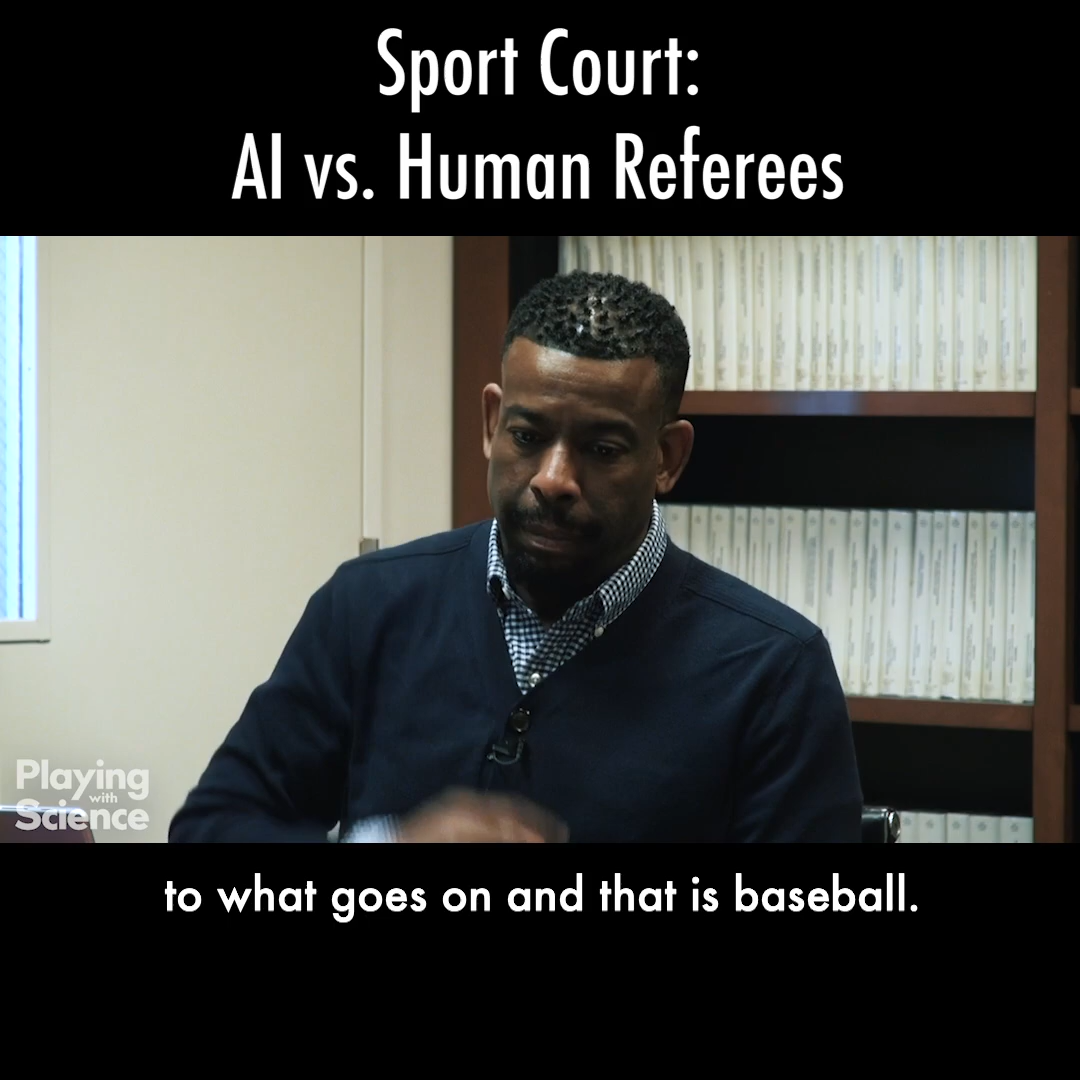 Sport Court:
AI vs. Human Referees
Playing
with
Science
to what goes on and that is baseball.